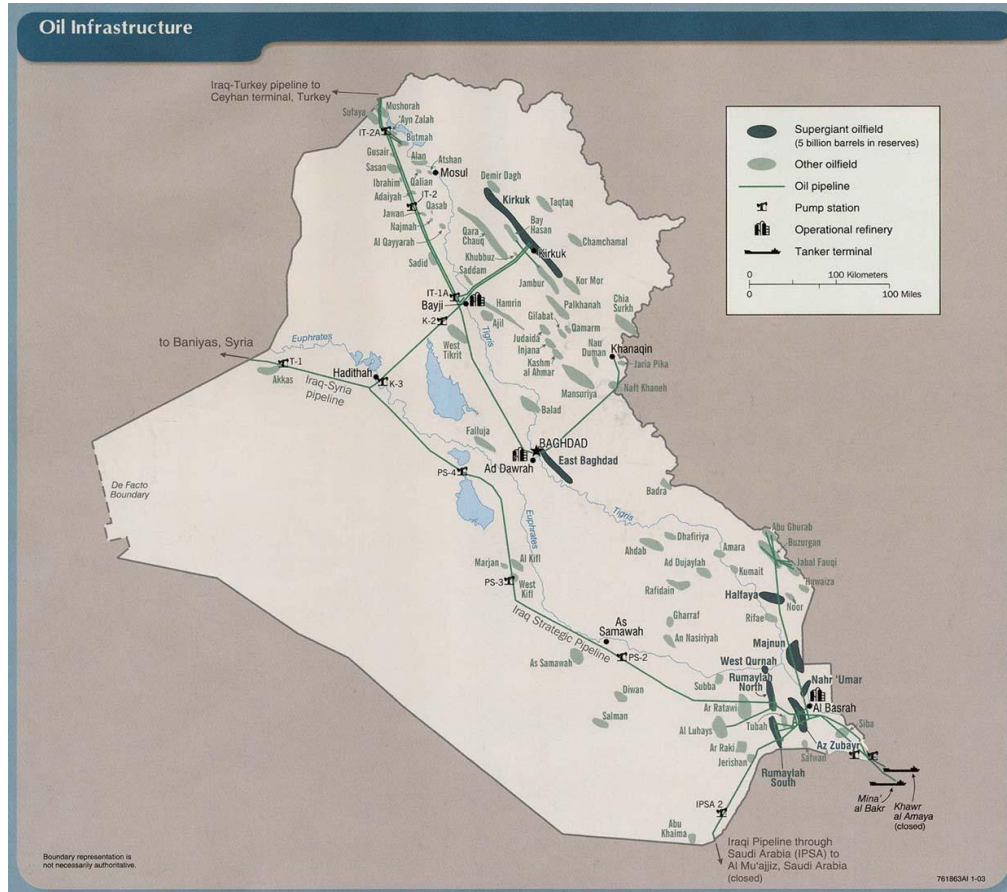 Oil Infrastructure
Iraq-Turkey pipeline to
Ceyhan terminal, Turkey
Supergiant oilfield
(5 billion barrels in reserves)
Other oilfield
Oil pipeline
Pump station
Operational refinery
Tanker terminal
0 100 Kilometers
0 100 Miles
Sufaya
Mushorah
'Ayn Zalah
IT-2A
Butmah
Gusair
Alan
Atshan
Sasan
Mosul
Ibrahim
Qalian
Adaiyah
IT-2
Qasab
Jawan
Najmah
Al Qayyarah
Sadid
Demir Dagh
Kirkuk
Taqtaq
Bay
Hasan
Qara
Chauq
Chamchamal
Khubbuz
Kirkuk
Saddam
Jambur
Kor Mor
IT-1A
Bayji
Hamrin
Palkhanah
Chia
Surkh
K-2
Ajil
Gilabat
Qamarm
to Baniyas, Syria
Euphrates
Tigris
Judaida
Injana
Nau
Duman
Khanaqin
West
Tikrit
Kashm
al Ahmar
Jaria Pika
T-1
Akkas
Hadithah
K-3
Iraq-Syria
pipeline
Mansuriya
Naft Khaneh
Balad
Falluja
BAGHDAD
East Baghdad
Ad Dawrah
PS-4
De Facto
Boundary
Badra
Euphrates
Tigris
Abu Ghurab
Dhafiriya
Buzurgan
Ahdab
Amara
Jabal Fauqi
Marjan
Al Kifl
Ad Dujaylah
Kumait
Huwaiza
PS-3
West
Kifl
Rafidain
Halfaya
Noor
Iraq Strategic Pipeline
Gharraf
Rifae
As
Samawah
An Nasiriyah
Majnun
As Samawah
PS-2
West Qurnah
Rumaylah
North
Nahr 'Umar
Subba
Diwan
Ar Ratawi
Al Basrah
Salman
Al Luhays
Tubah
Siba
Az Zubayr
Ar Raki
Safwan
Jerishan
Rumaylah
South
IPSA 2
Mina'
al Bakr
Khawr
al Amaya
(closed)
Abu
Khaima
Iraqi Pipeline through
Saudi Arabia (IPSA) to
Al Mu'ajjiz, Saudi Arabia
(closed)
Boundary representation is
not necessarily authoritative.
761863AI 1-03